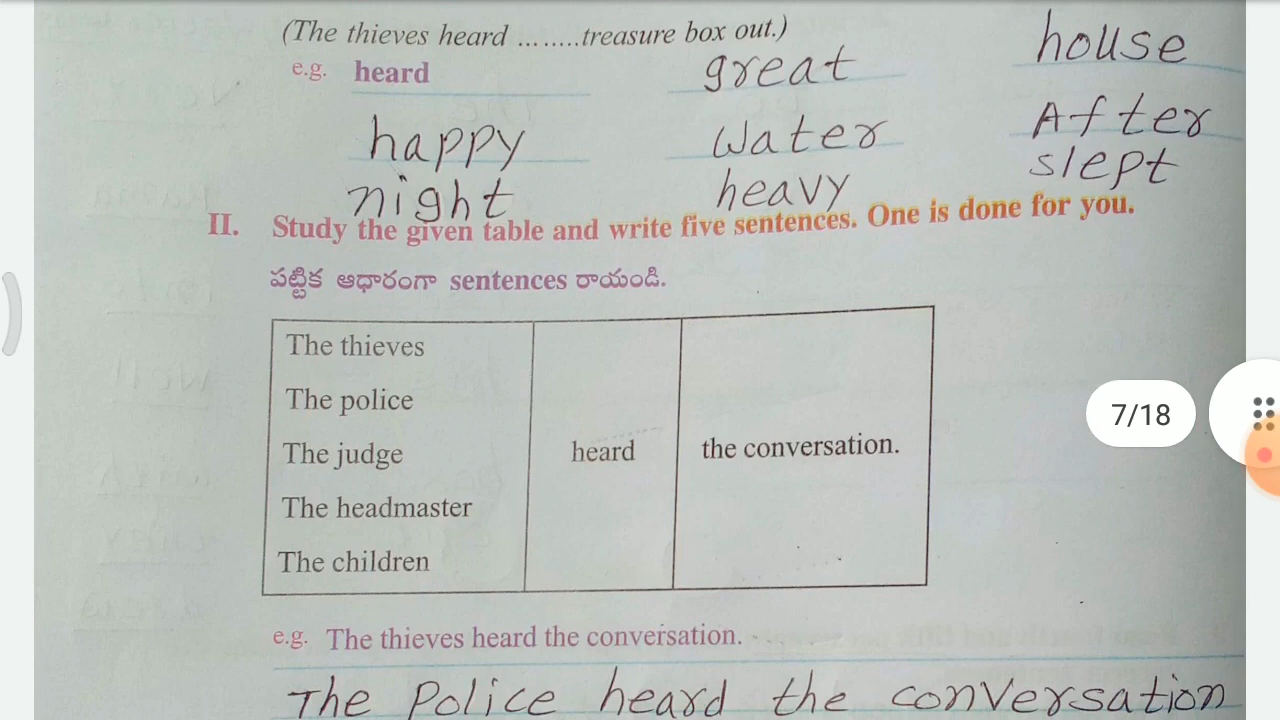 (The thieves heard ........treasure box out.)
e.g. heard great house
happy water After
night heavy slept
II. Study the given table and write five sentences. One is done for you.
పట్టిక ఆధారంగా sentences రాయండి.
The thieves
The police
The judge heard the conversation.
The headmaster
The children
7/18
e.g. The thieves heard the conversation.
The Police heard the conversation